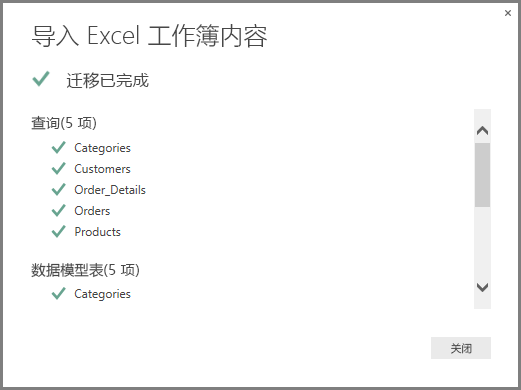 导入 Excel 工作簿内容
迁移已完成
查询(5 项)
Categories
Customers
Order_Details
Orders
Products
数据模型表(5 项)
Categories
关闭